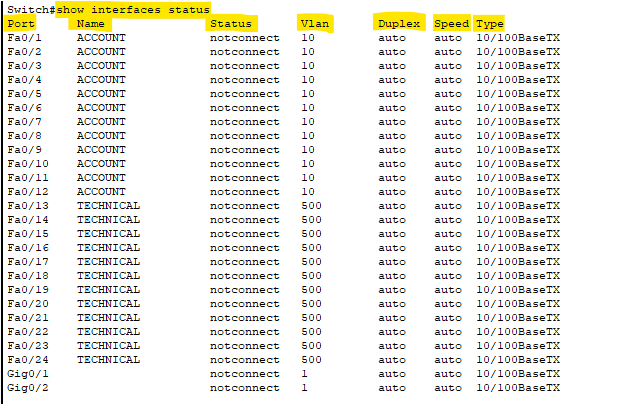 Switch#show interfaces status
Port Name Status Vlan Duplex Speed Type
Fa0/1 ACCOUNT notconnect 10 auto auto 10/100BaseTX
Fa0/2 ACCOUNT notconnect 10 auto auto 10/100BaseTX
Fa0/3 ACCOUNT notconnect 10 auto auto 10/100BaseTX
Fa0/4 ACCOUNT notconnect 10 auto auto 10/100BaseTX
Fa0/5 ACCOUNT notconnect 10 auto auto 10/100BaseTX
Fa0/6 ACCOUNT notconnect 10 auto auto 10/100BaseTX
Fa0/7 ACCOUNT notconnect 10 auto auto 10/100BaseTX
Fa0/8 ACCOUNT notconnect 10 auto auto 10/100BaseTX
Fa0/9 ACCOUNT notconnect 10 auto auto 10/100BaseTX
Fa0/10 ACCOUNT notconnect 10 auto auto 10/100BaseTX
Fa0/11 ACCOUNT notconnect 10 auto auto 10/100BaseTX
Fa0/12 ACCOUNT notconnect 10 auto auto 10/100BaseTX
Fa0/13 TECHNICAL notconnect 500 auto auto 10/100BaseTX
Fa0/14 TECHNICAL notconnect 500 auto auto 10/100BaseTX
Fa0/15 TECHNICAL notconnect 500 auto auto 10/100BaseTX
Fa0/16 TECHNICAL notconnect 500 auto auto 10/100BaseTX
Fa0/17 TECHNICAL notconnect 500 auto auto 10/100BaseTX
Fa0/18 TECHNICAL notconnect 500 auto auto 10/100BaseTX
Fa0/19 TECHNICAL notconnect 500 auto auto 10/100BaseTX
Fa0/20 TECHNICAL notconnect 500 auto auto 10/100BaseTX
Fa0/21 TECHNICAL notconnect 500 auto auto 10/100BaseTX
Fa0/22 TECHNICAL notconnect 500 auto auto 10/100BaseTX
Fa0/23 TECHNICAL notconnect 500 auto auto 10/100BaseTX
Fa0/24 TECHNICAL notconnect 500 auto auto 10/100BaseTX
Gig0/1 notconnect 1 auto auto 10/100BaseTX
Gig0/2 notconnect 1 auto auto 10/100BaseTX